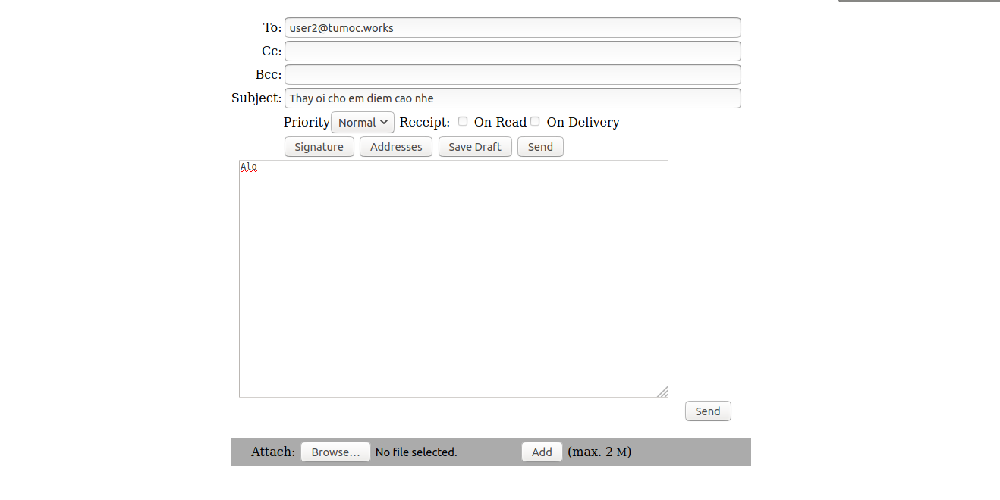 To: user2@tumoc.works
Cc:
Bcc:
Subject: Thay oi cho em diem cao nhe
Priority Normal Receipt: On Read On Delivery
Signature Addresses Save Draft Send
Alo
Send
Attach: Browse... No file selected. Add (max. 2 M)